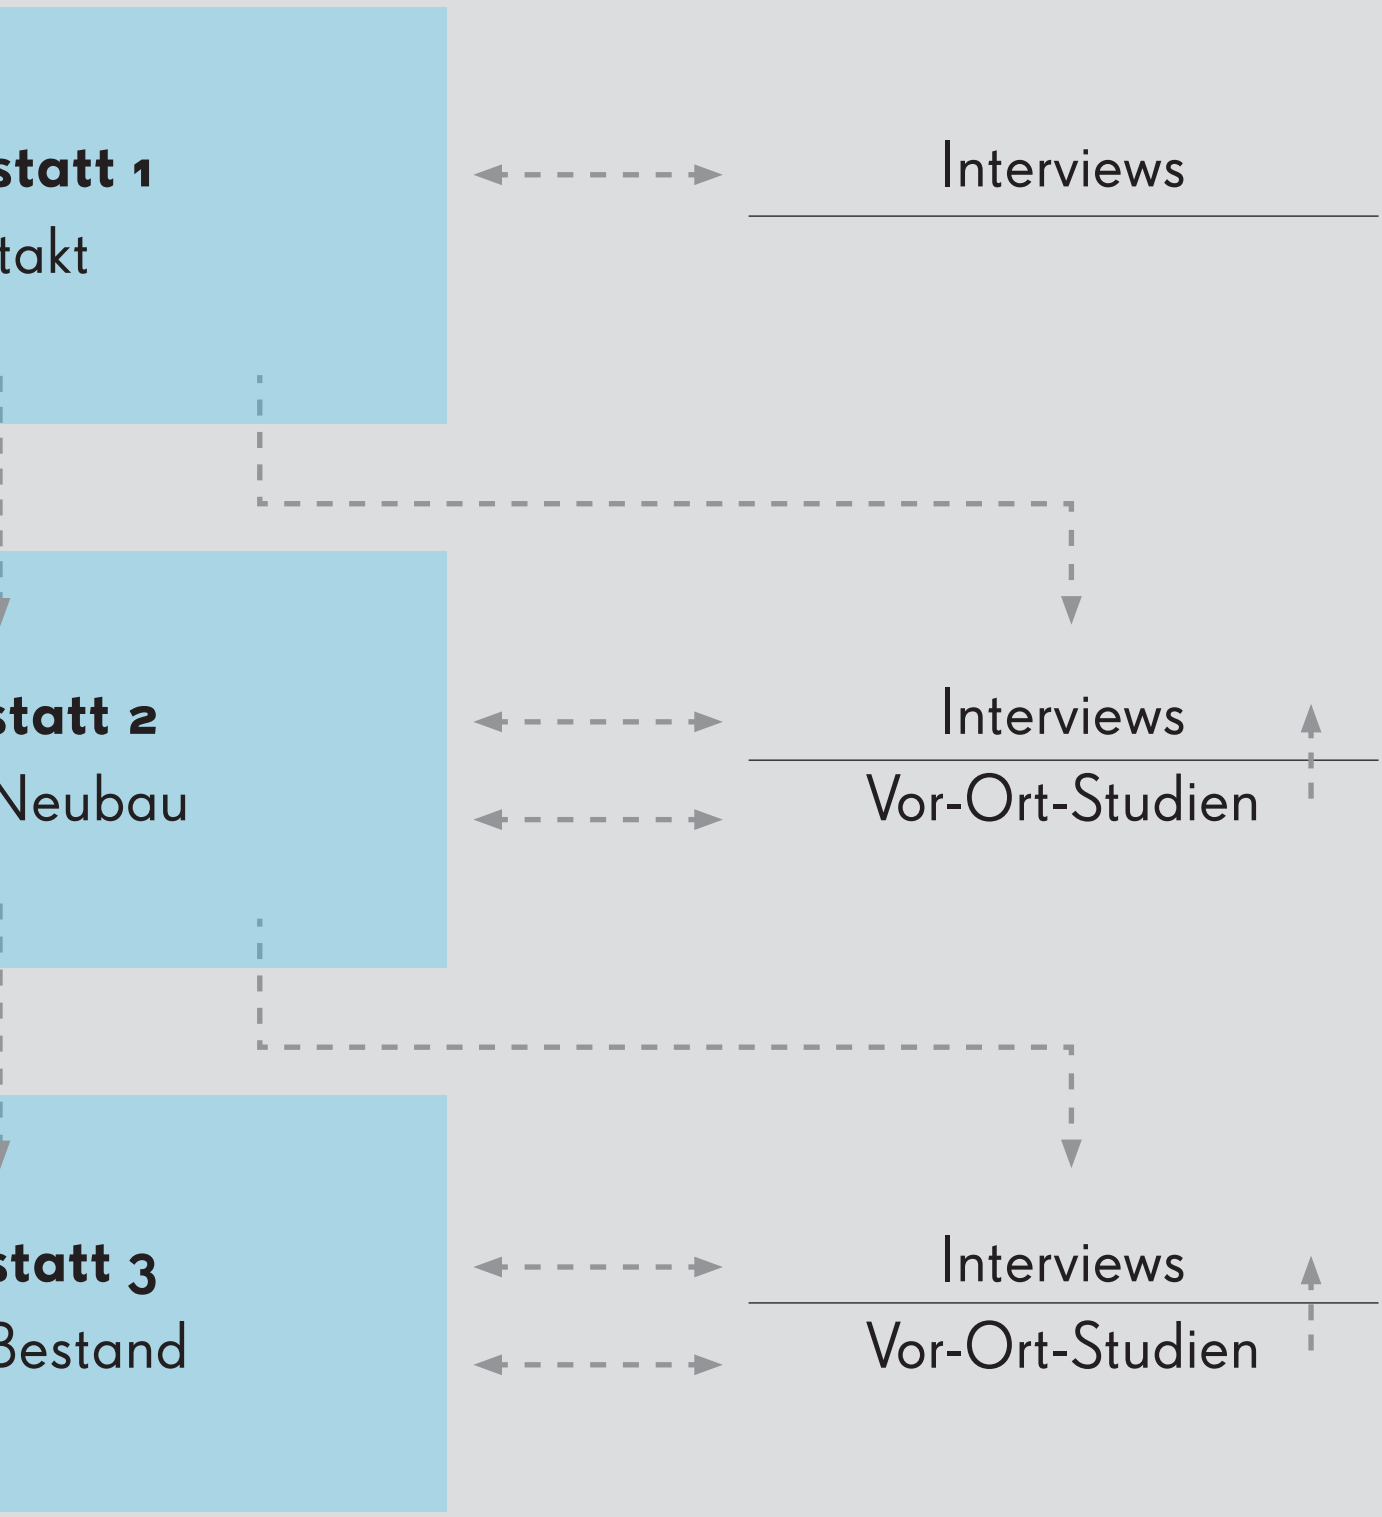 statt 1
Interviews
takt
statt 2
Interviews
Neubau
Vor-Ort-Studien
statt 3
Interviews
Bestand
Vor-Ort-Studien